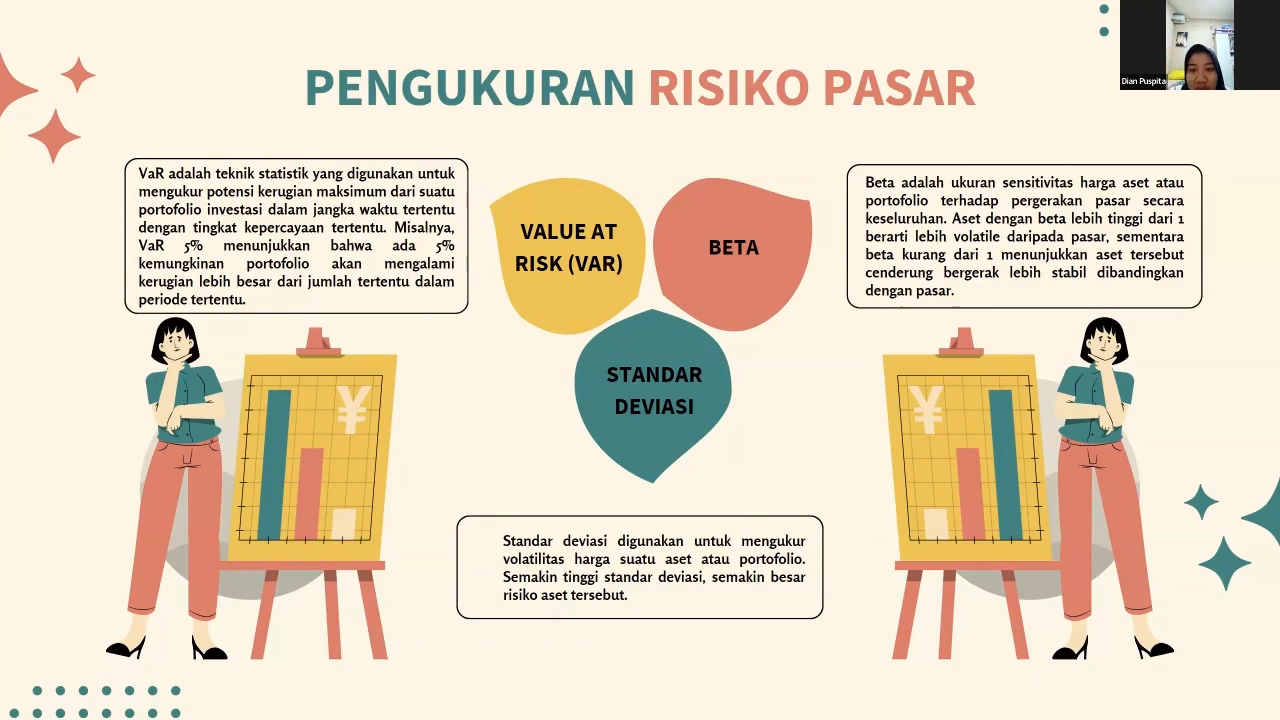 Dian Puspita
PENGUKURAN RISIKO PASAR
VaR adalah teknik statistik yang digunakan untuk
mengukur potensi kerugian maksimum dari suatu
portofolio investasi dalam jangka waktu tertentu
dengan tingkat kepercayaan tertentu. Misalnya,
VaR 5% menunjukkan bahwa ada 5%
kemungkinan portofolio akan mengalami
kerugian lebih besar dari jumlah tertentu dalam
periode tertentu.
VALUE AT
RISK (VAR)
BETA
Beta adalah ukuran sensitivitas harga aset atau
portofolio terhadap pergerakan pasar secara
keseluruhan. Aset dengan beta lebih tinggi dari 1
berarti lebih volatile daripada pasar, sementara
beta kurang dari 1 menunjukkan aset tersebut
cenderung bergerak lebih stabil dibandingkan
dengan pasar.
STANDAR
DEVIASI
¥
¥
Standar deviasi digunakan untuk mengukur
volatilitas harga suatu aset atau portofolio.
Semakin tinggi standar deviasi, semakin besar
risiko aset tersebut.